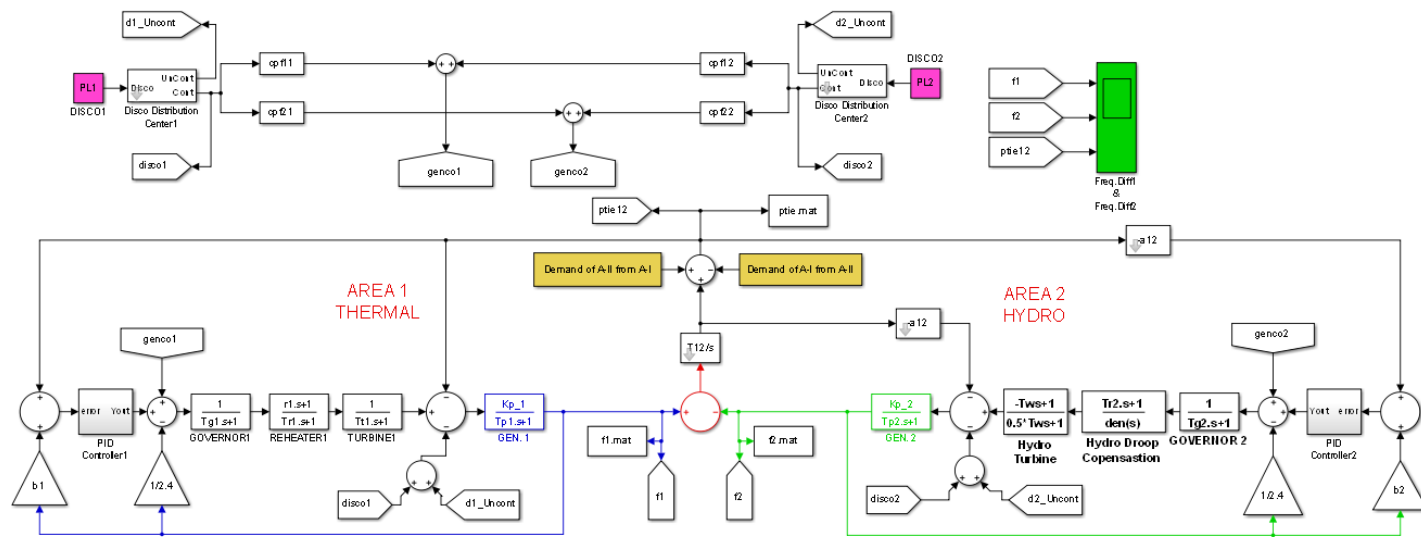 d1_Uncont
d2_Uncont
cpf11
+ +
cpf12
DISCO2
PL1
Disco
UnCont
Cont
UnCont
Cont
Disco
PL2
f1
DISCO1
Disco Distribution
Center1
cpf21
+ +
cpf22
Disco Distribution
Center2
f2
disco1
genco1
genco2
disco2
ptie12
Freq.Diff1
&
Freq.Diff2
ptie12
ptie.mat
-a12
Demand of A-II from A-I
+ -
+
Demand of A-I from A-II
AREA 1
THERMAL
AREA 2
HYDRO
genco1
-a12
genco2
T12/s
+
+
error Yout
PID
Controller1
+
+ -
1
Tg1.s+1
GOVERNOR1
r1.s+1
Tr1.s+1
REHEATER1
1
Tt1.s+1
TURBINE1
-
+
-
Kp_1
Tp1.s+1
GEN. 1
+ -
Kp_2
Tp2.s+1
GEN. 2
-
+
-
-Tws+1
0.5*Tws+1
Hydro
Turbine
Tr2.s+1
den(s)
Hydro Droop
Copensastion
1
Tg2.s+1
GOVERNOR 2
+
+
-
Yout error
PID
Controller2
+
+
f1.mat
f2.mat
b1
1/2.4
disco1
+ +
d1_Uncont
f1
f2
disco2
+ +
d2_Uncont
1/2.4
b2